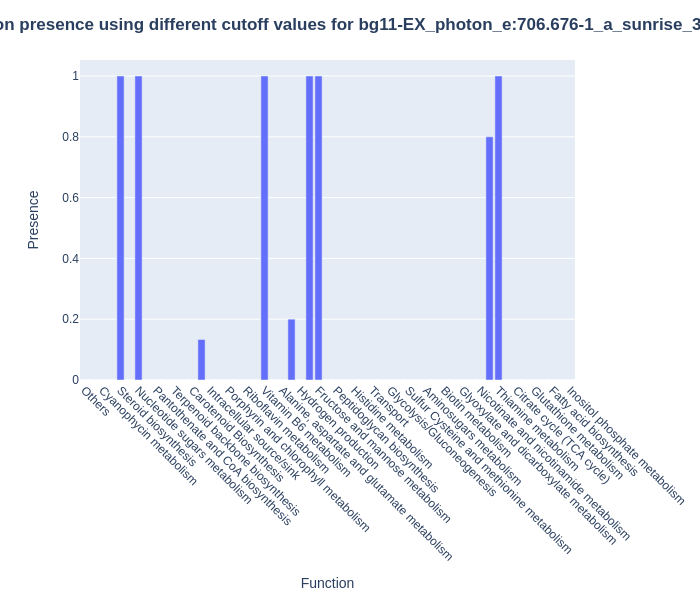 on presence using different cutoff values for bg11-EX_photon_e:706.676-1_a_sunrise_3
1
0.8
0.6
0.4
0.2
0
Presence
Others
Cyanophycin metabolism
Steroid biosynthesis
Nucleotide sugars metabolism
Pantothenate and CoA biosynthesis
Terpenoid backbone biosynthesis
Carotenoid Biosynthesis
Intracellular source/sink
Porphyrin and chlorophyll metabolism
Riboflavin metabolism
Vitamin B6 metabolism
Alanine, aspartate and glutamate metabolism
Hydrogen production
Fructose and mannose metabolism
Peptidoglycan biosynthesis
Histidine metabolism
Transport
Glycolysis/Gluconeogenesis
Sulfur Cysteine and methionine metabolism
Aminosugars metabolism
Biotin metabolism
Glyoxylate and dicarboxylate metabolism
Nicotinate and nicotinamide metabolism
Thiamine metabolism
Citrate cycle (TCA cycle)
Glutathione metabolism
Fatty acid biosynthesis
Inositol phosphate metabolism
Function